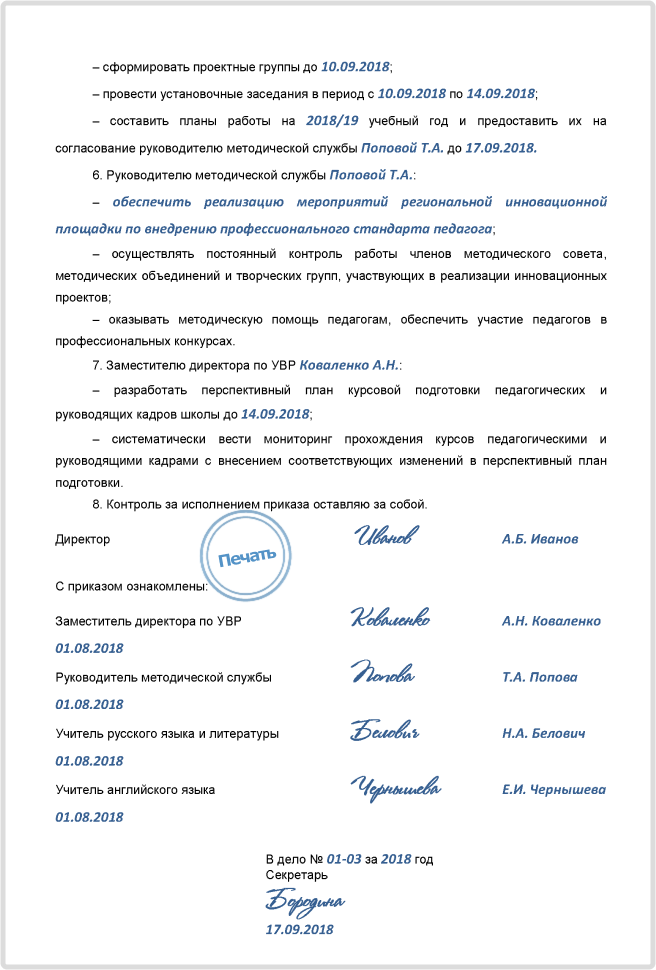 – сформировать проектные группы до 10.09.2018;
– провести установочные заседания в период с 10.09.2018 по 14.09.2018;
– составить планы работы на 2018/19 учебный год и предоставить их на
согласование руководителю методической службы Поповой Т.А. до 17.09.2018.
6. Руководителю методической службы Поповой Т.А.:
– обеспечить реализацию мероприятий региональной инновационной
площадки по внедрению профессионального стандарта педагога;
– осуществлять постоянный контроль работы членов методического совета,
методических объединений и творческих групп, участвующих в реализации инновационных
проектов;
– оказывать методическую помощь педагогам, обеспечить участие педагогов в
профессиональных конкурсах.
7. Заместителю директора по УВР Коваленко А.Н.:
– разработать перспективный план курсовой подготовки педагогических и
руководящих кадров школы до 14.09.2018;
– систематически вести мониторинг прохождения курсов педагогическими и
руководящими кадрами с внесением соответствующих изменений в перспективный план
подготовки.
8. Контроль за исполнением приказа оставляю за собой.
Директор Иванов А.Б. Иванов
Печать
С приказом ознакомлены:
Заместитель директора по УВР Коваленко А.Н. Коваленко
01.08.2018
Руководитель методической службы Попова Т.А. Попова
01.08.2018
Учитель русского языка и литературы Белович Н.А. Белович
01.08.2018
Учитель английского языка Чернышева Е.И. Чернышева
01.08.2018
В дело № 01-03 за 2018 год
Секретарь
Бородина
17.09.2018